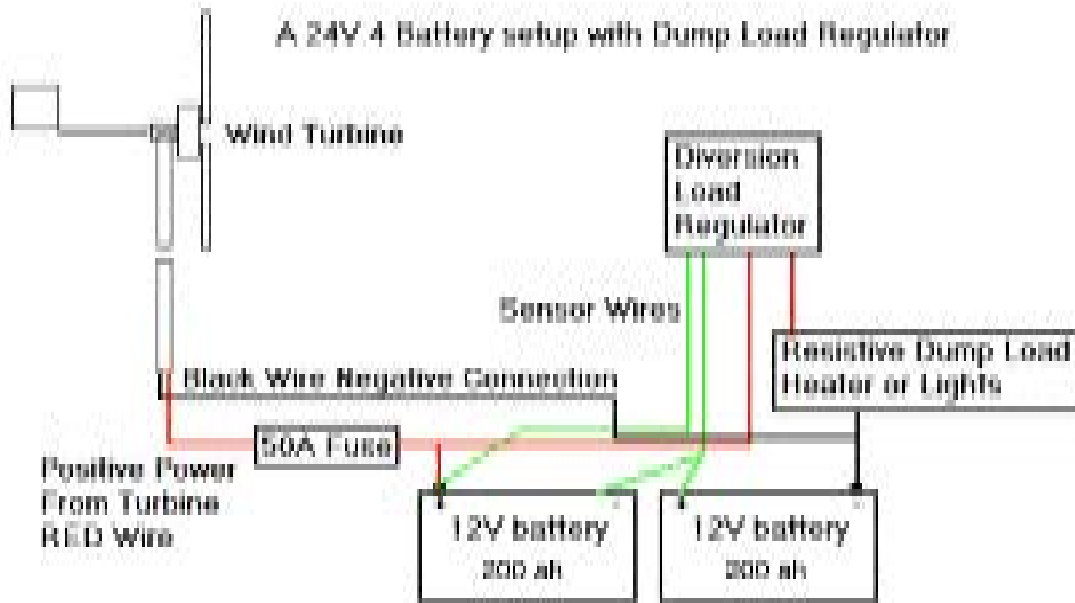 A 24V 4 Battery setup with Dump Load Regulator
Wind Turbine
Diversion
Load
Regulator
Sensor Wires
Resistive Dump Load
Heater or Lights
Black Wire Negative Connection
50A Fuse
Positive Power
From Turbine
RED Wire
12V battery
200 ah
12V battery
200 ah